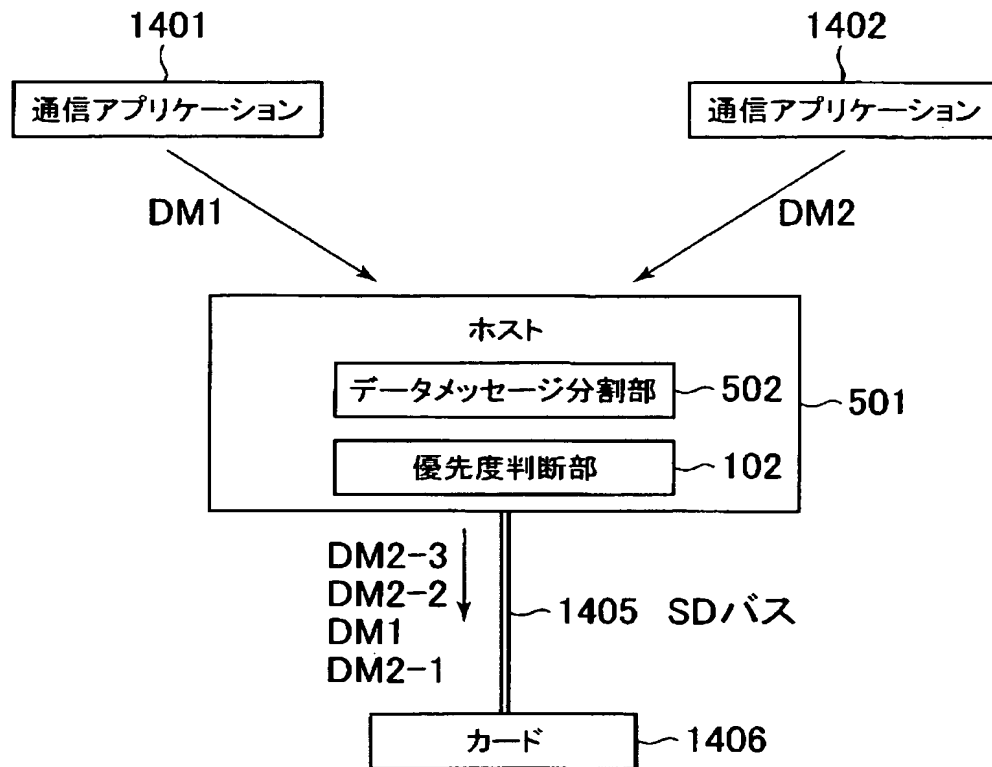 1401
1402
通信アプリケーション
通信アプリケーション
DM1
DM2
ホスト
データメッセージ分割部
502
501
優先度判断部
102
DM2-3
DM2-2
DM1
DM2-1
1405 SDバス
カード
1406